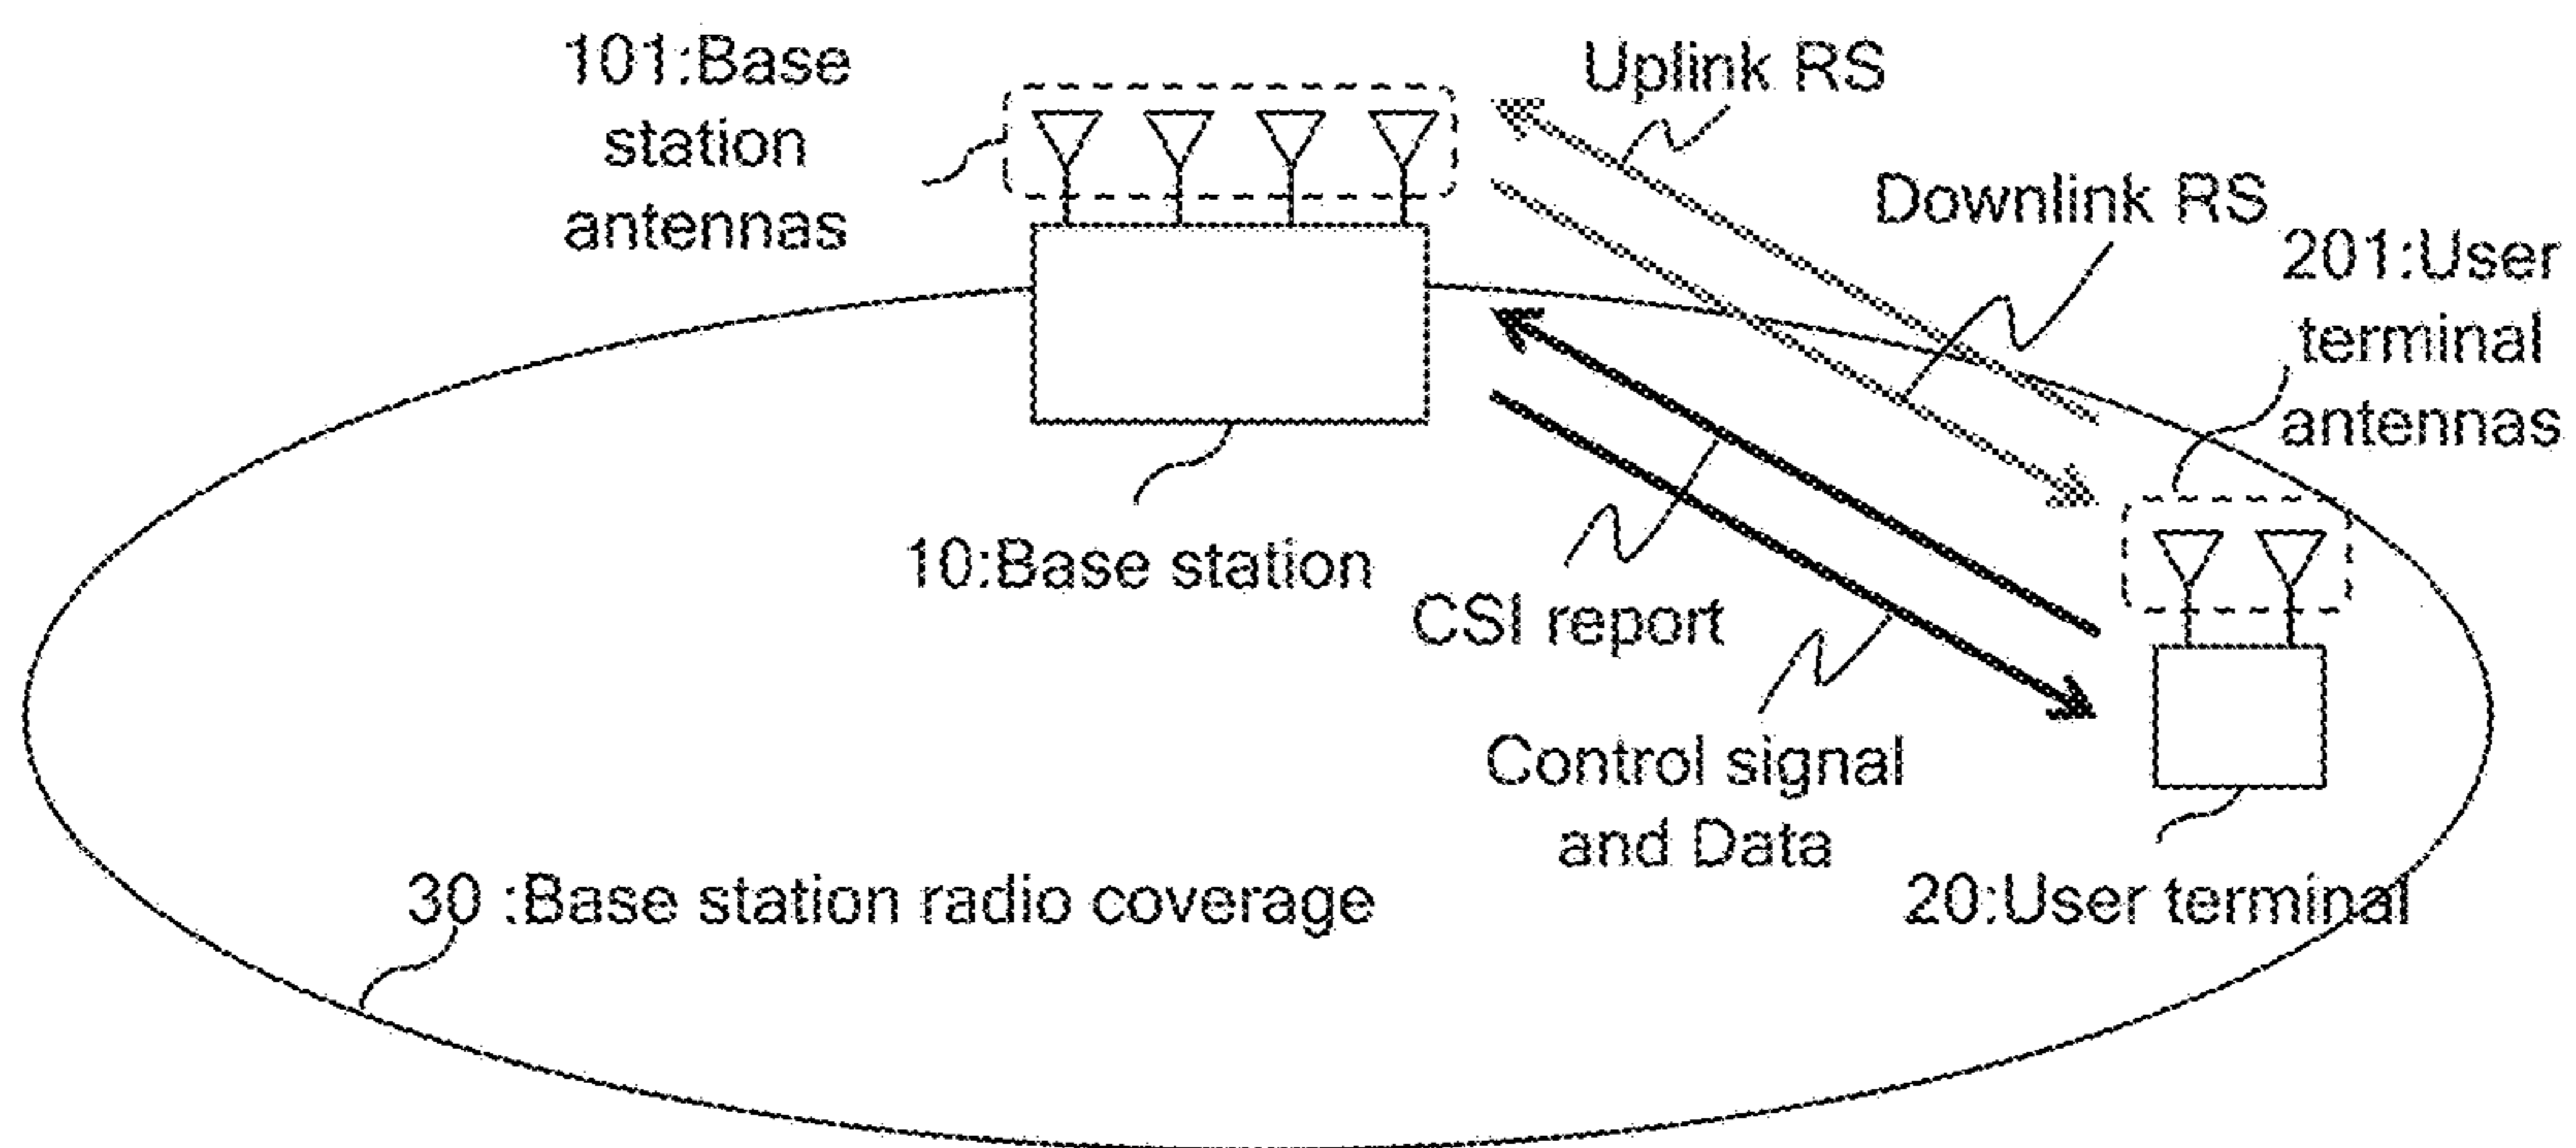 101:Base
station
antennas
Uplink RS
Downlink RS
201:User
terminal
antennas
10:Base station
CSI report
Control signal
and Data
30 :Base station radio coverage
20:User terminal